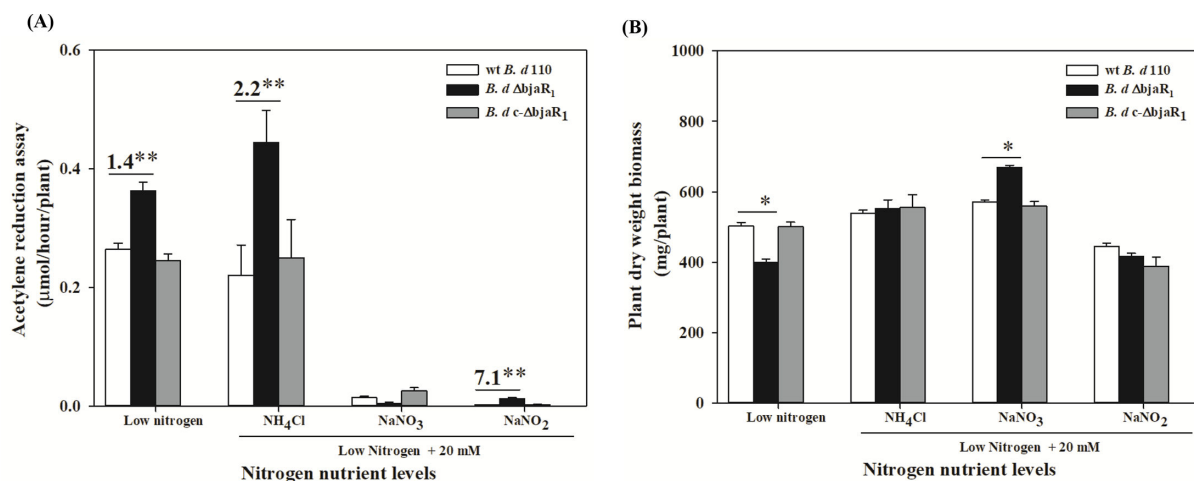 (A)
Acetylene reduction assay
(μmol/hour/plant)
0.6
0.4
0.2
0.0
wt B. d 110
B. d ΔbjaR₁
B. d c-ΔbjaR₁
1.4**
2.2**
7.1**
Low nitrogen
NH₄Cl
NaNO₃
NaNO₂
Low Nitrogen + 20 mM
Nitrogen nutrient levels
(B)
Plant dry weight biomass
(mg/plant)
1000
800
600
400
200
0
wt B. d 110
B. d ΔbjaR₁
B. d c-ΔbjaR₁
*
*
Low nitrogen
NH₄Cl
NaNO₃
NaNO₂
Low Nitrogen + 20 mM
Nitrogen nutrient levels